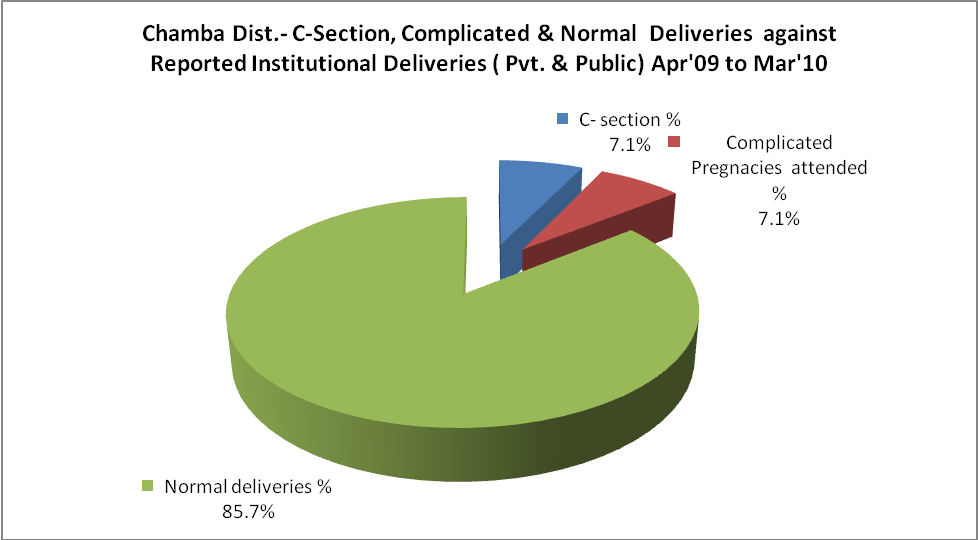 Chamba Dist.- C-Section, Complicated & Normal Deliveries against
Reported Institutional Deliveries ( Pvt. & Public) Apr'09 to Mar'10
C- section %
7.1%
Complicated
Pregnacies attended
%
7.1%
Normal deliveries %
85.7%